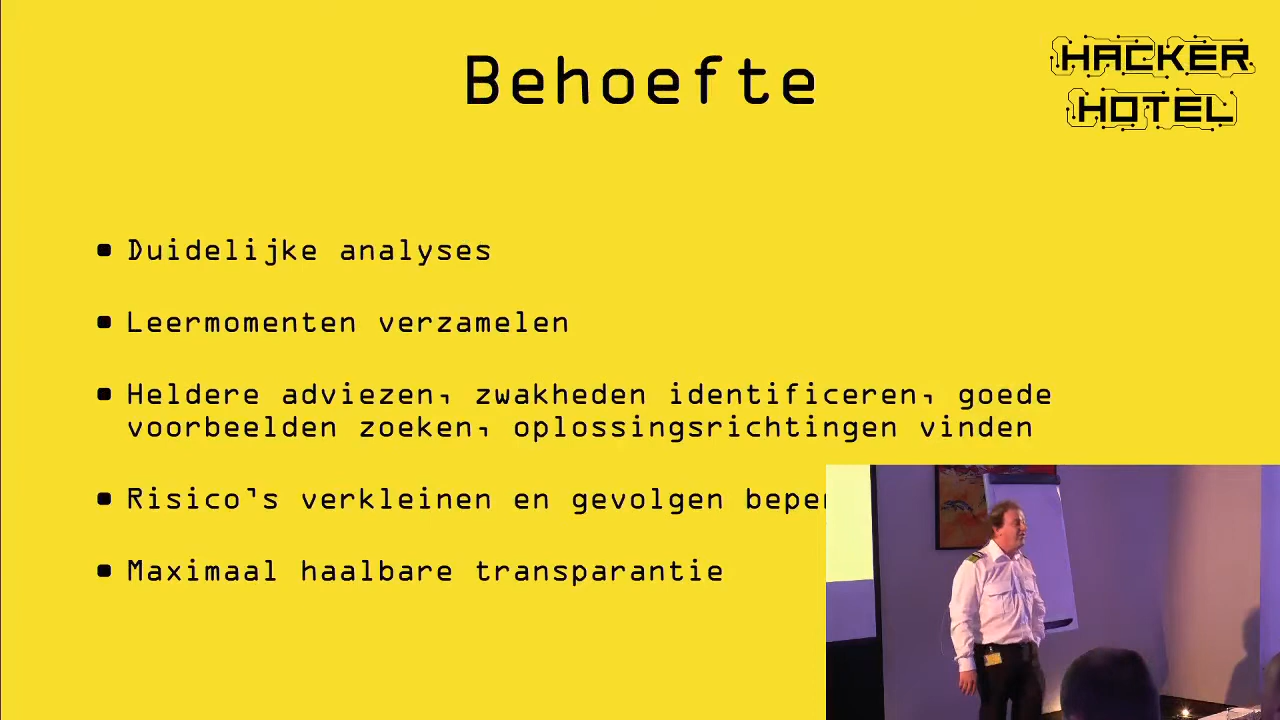 Behoefte
HACKER
HOTEL
Duidelijke analyses
Leermomenten verzamelen
Heldere adviezen, zwakheden identificeren, goede
voorbeelden zoeken, oplossingsrichtingen vinden
Risico's verkleinen en gevolgen
Maximaal haalbare transparantie